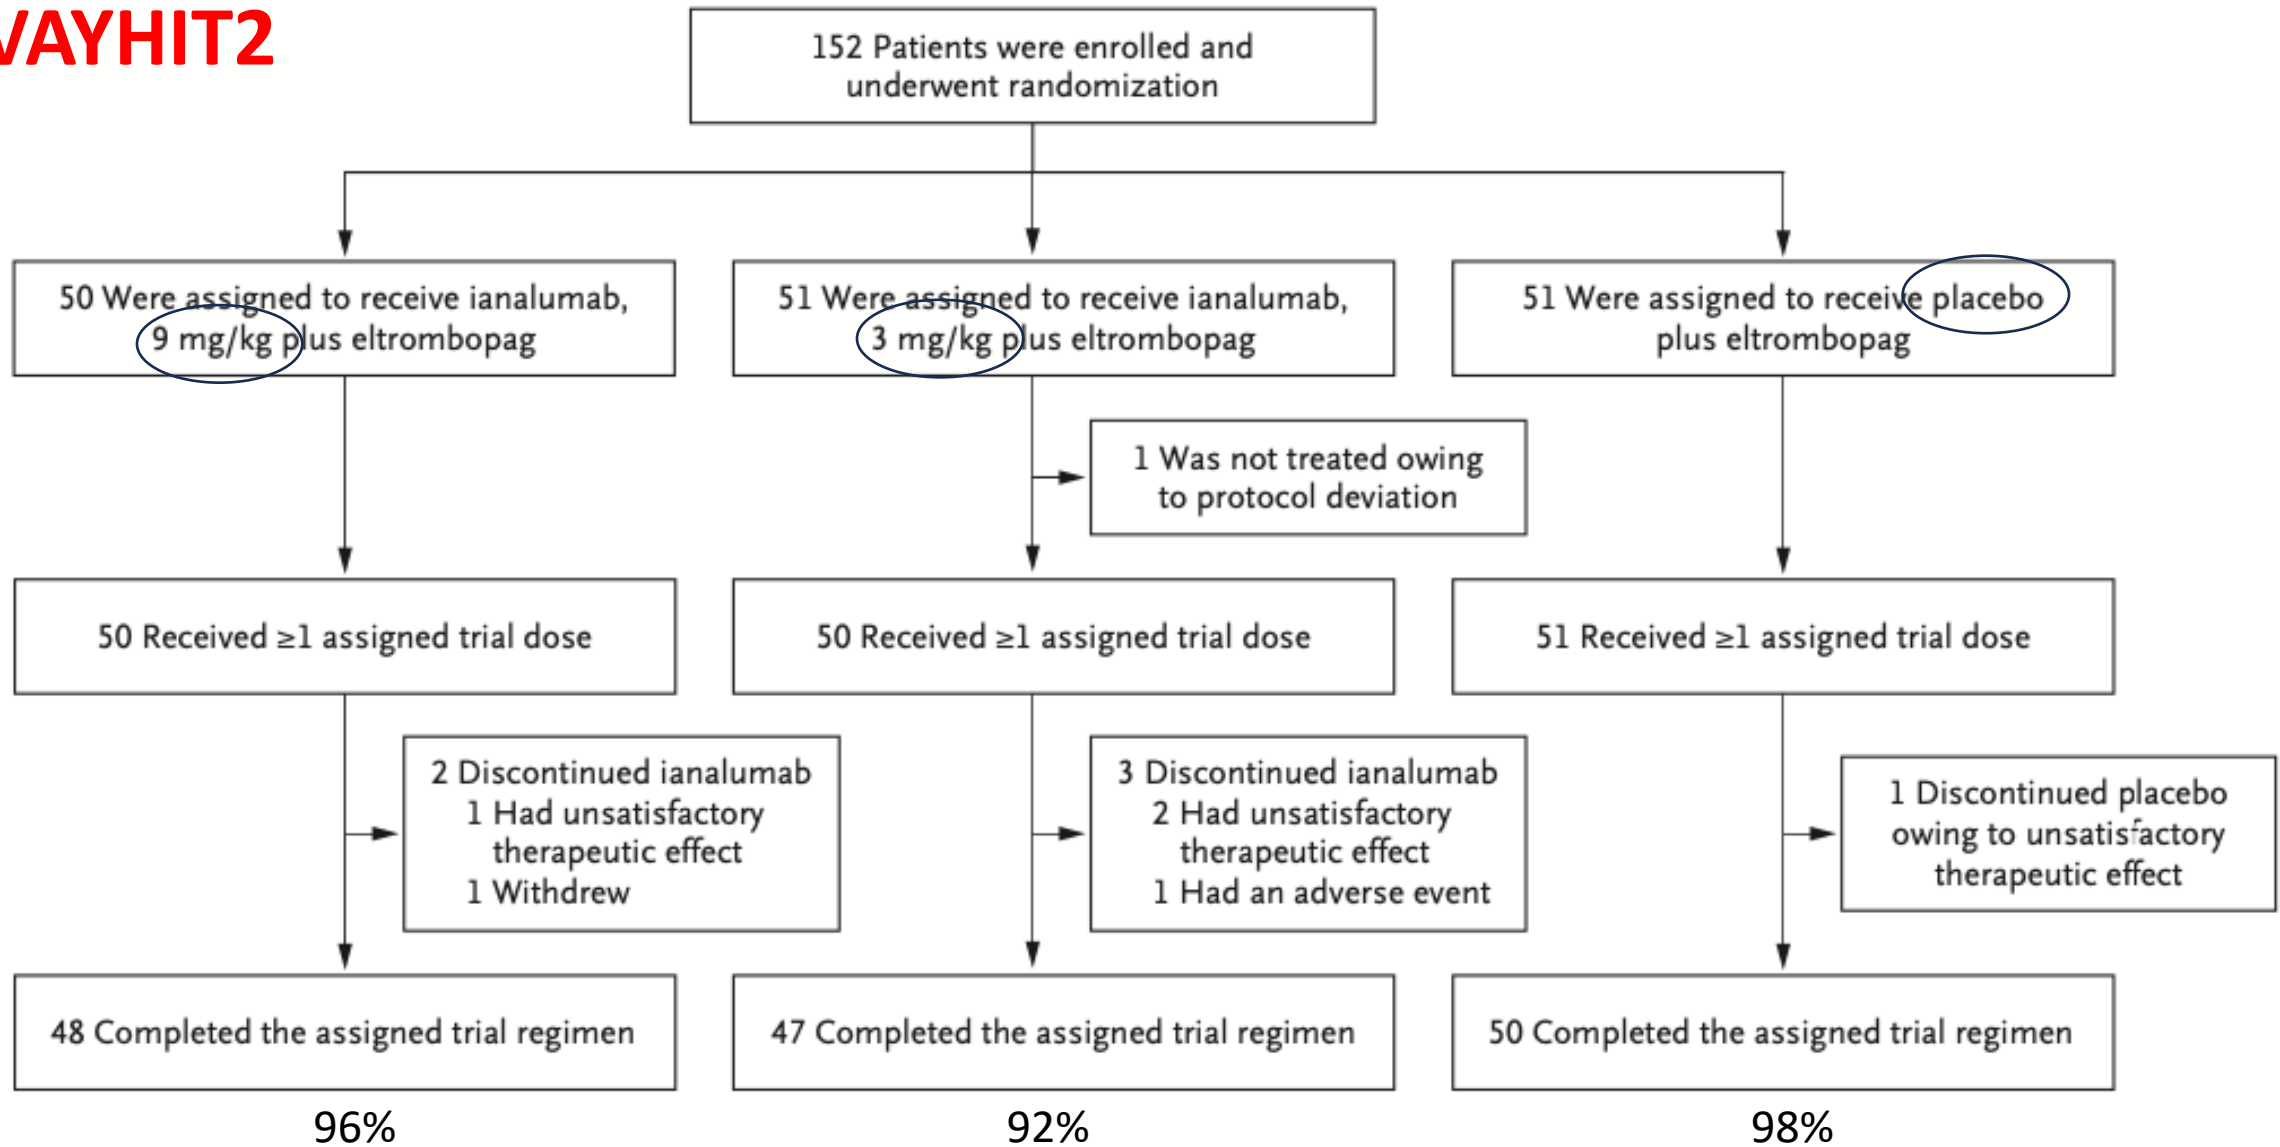 VAYHIT2
152 Patients were enrolled and
underwent randomization
50 Were assigned to receive ianalumab,
9 mg/kg plus eltrombopag
51 Were assigned to receive ianalumab,
3 mg/kg plus eltrombopag
51 Were assigned to receive placebo
plus eltrombopag
1 Was not treated owing
to protocol deviation
50 Received ≥1 assigned trial dose
50 Received ≥1 assigned trial dose
51 Received ≥1 assigned trial dose
2 Discontinued ianalumab
1 Had unsatisfactory
therapeutic effect
1 Withdrew
3 Discontinued ianalumab
2 Had unsatisfactory
therapeutic effect
1 Had an adverse event
1 Discontinued placebo
owing to unsatisfactory
therapeutic effect
48 Completed the assigned trial regimen
47 Completed the assigned trial regimen
50 Completed the assigned trial regimen
96%
92%
98%